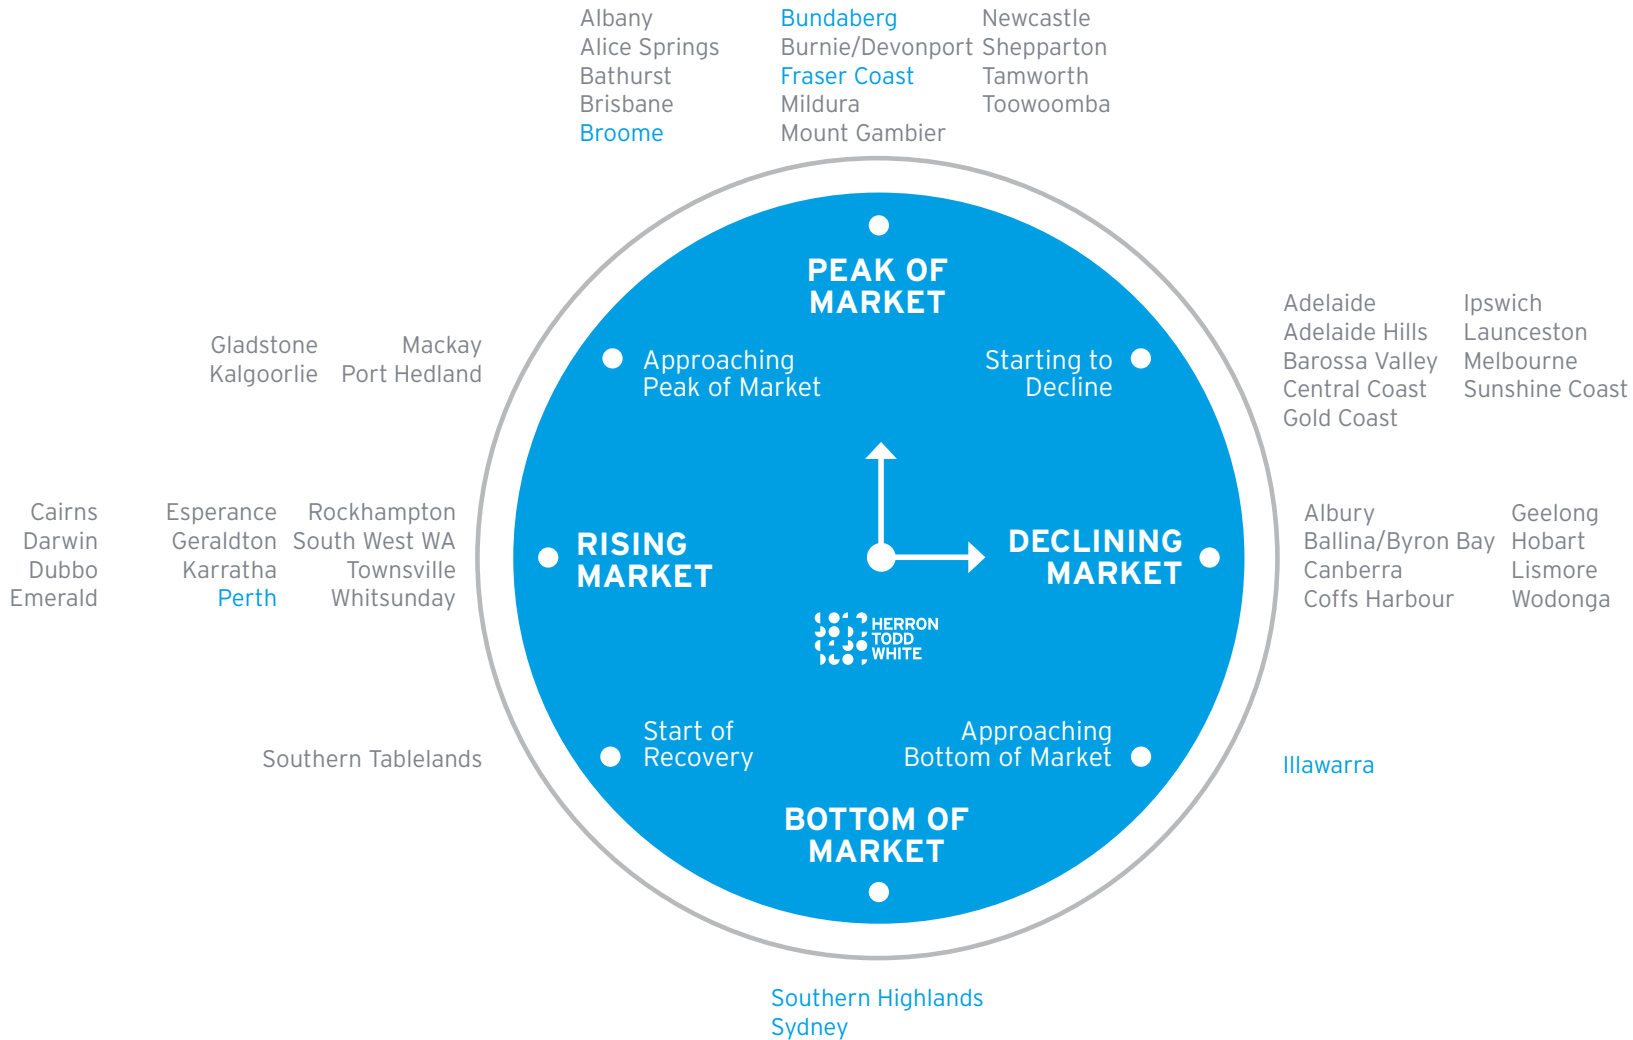 Albany
Alice Springs
Bathurst
Brisbane
Broome
Bundaberg
Burnie/Devonport
Fraser Coast
Mildura
Mount Gambier
Newcastle
Shepparton
Tamworth
Toowoomba
PEAK OF
MARKET
Approaching
Peak of Market
Starting to
Decline
Gladstone
Kalgoorlie
Mackay
Port Hedland
Adelaide
Adelaide Hills
Barossa Valley
Central Coast
Gold Coast
Ipswich
Launceston
Melbourne
Sunshine Coast
Cairns
Darwin
Dubbo
Emerald
Esperance
Geraldton
Karratha
Perth
Rockhampton
South West WA
Townsville
Whitsunday
RISING
MARKET
DECLINING
MARKET
Albury
Ballina/Byron Bay
Canberra
Coffs Harbour
Geelong
Hobart
Lismore
Wodonga
HERRON
TODD
WHITE
Southern Tablelands
Start of
Recovery
Approaching
Bottom of Market
Illawarra
BOTTOM OF
MARKET
Southern Highlands
Sydney